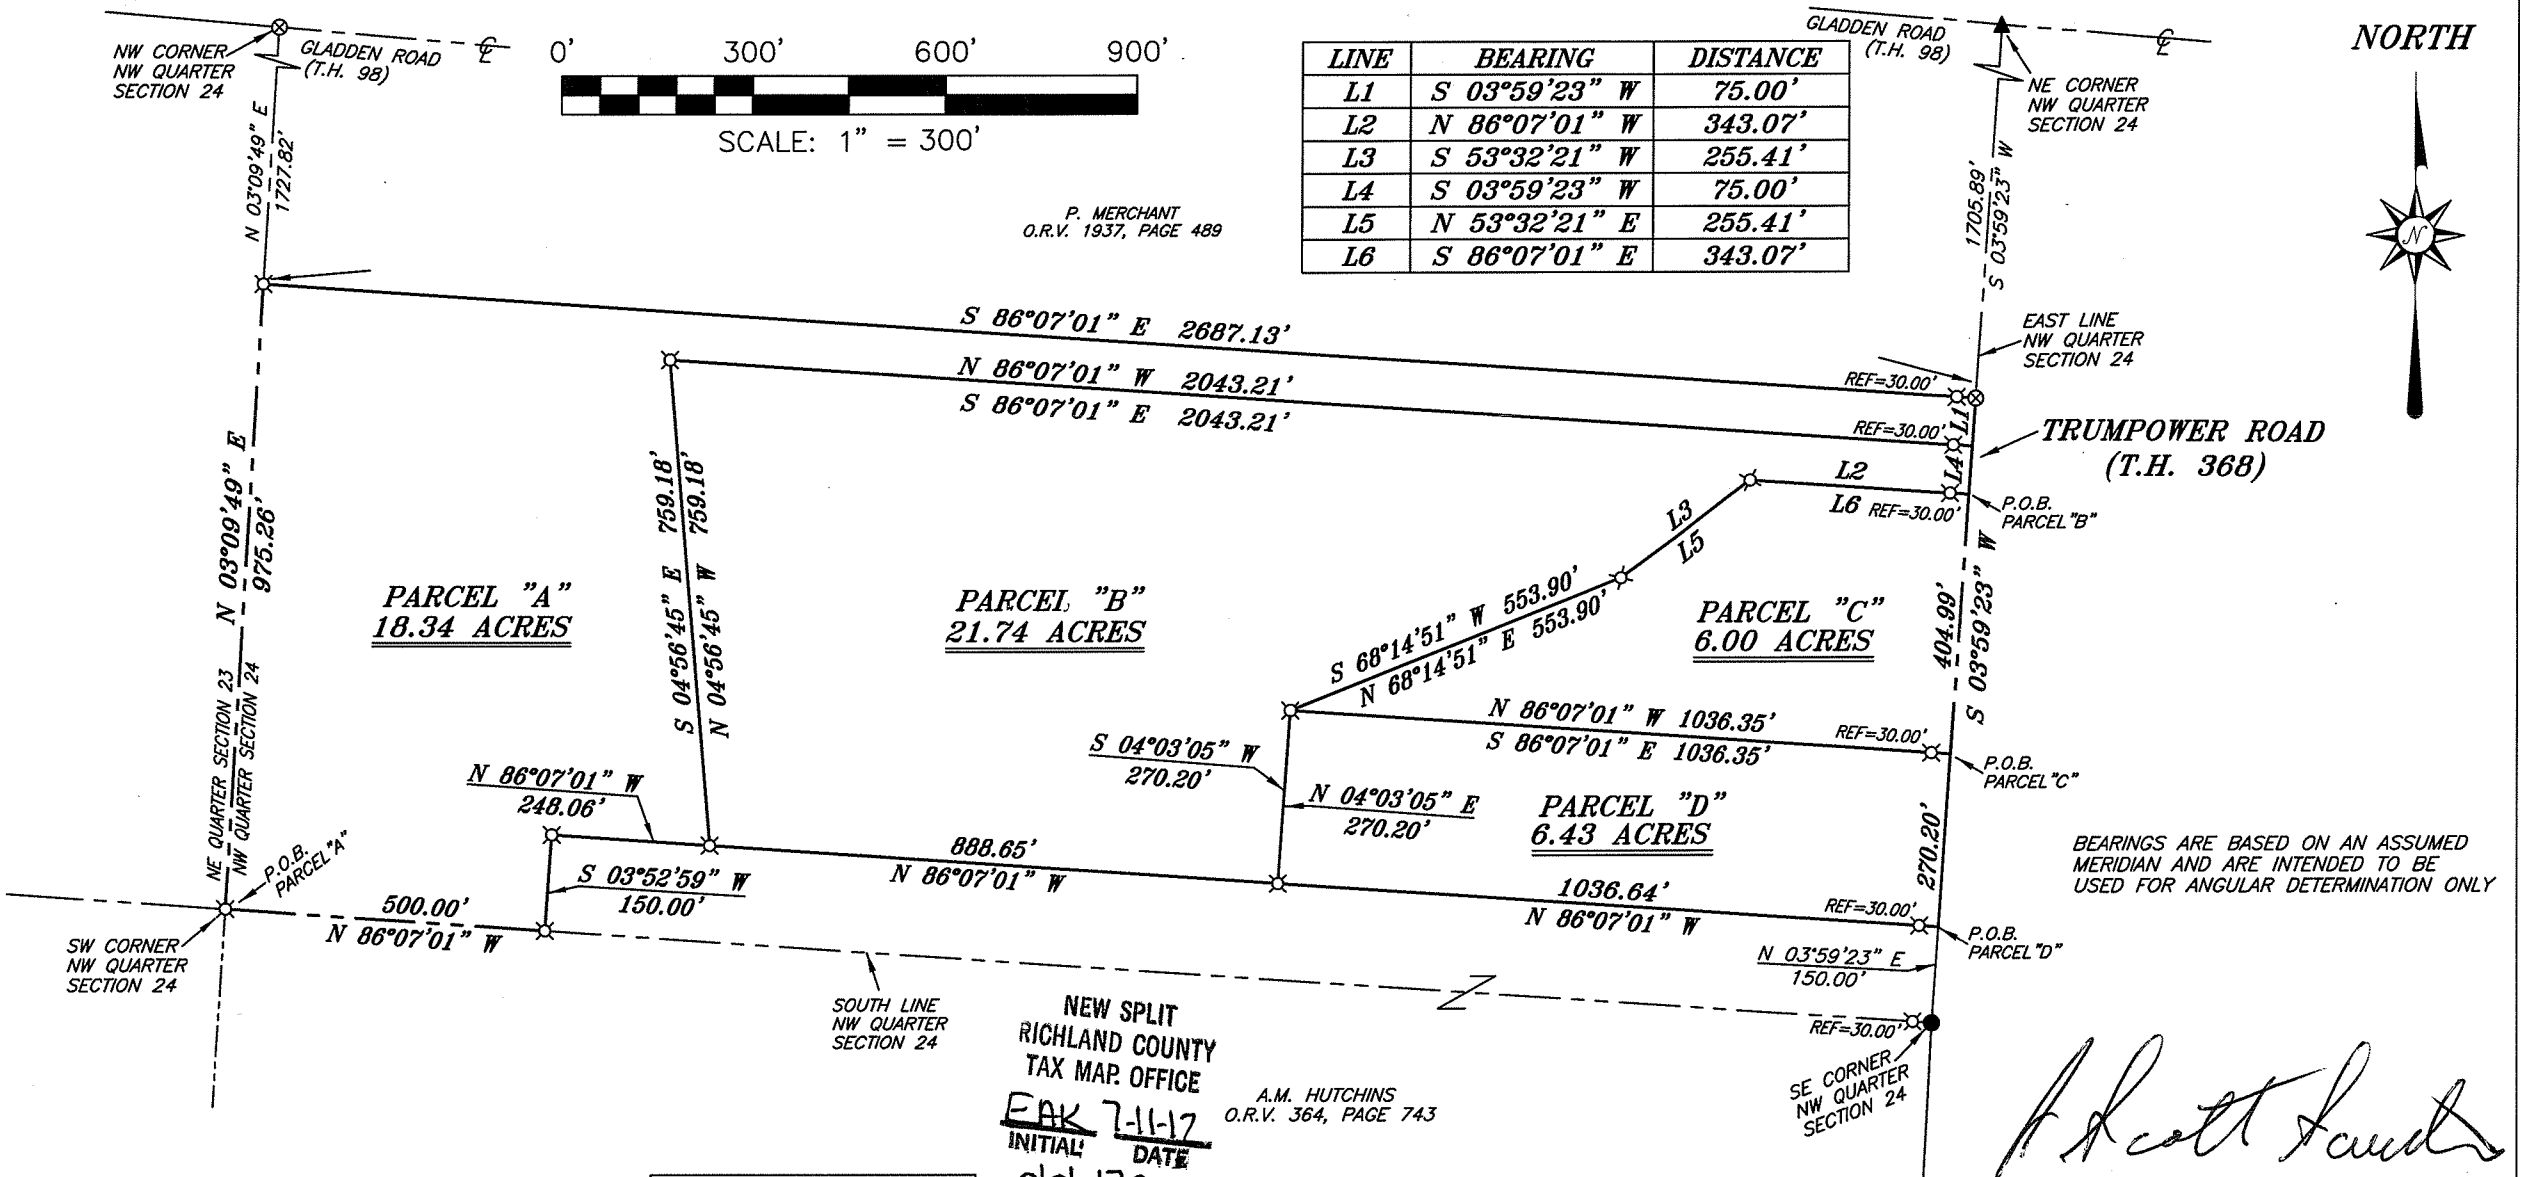 NW CORNER
NW QUARTER
SECTION 24
GLADDEN ROAD
(T.H. 98)
0' 300' 600' 900'
SCALE: 1" = 300'
LINE BEARING DISTANCE
L1 S 03°59'23" W 75.00'
L2 N 86°07'01" W 343.07'
L3 S 53°32'21" W 255.41'
L4 S 03°59'23" W 75.00'
L5 N 53°32'21" E 255.41'
L6 S 86°07'01" E 343.07'
GLADDEN ROAD
(T.H. 98)
NE CORNER
NW QUARTER
SECTION 24
NORTH
N
N 03°09'49" E
1727.82'
P. MERCHANT
O.R.V. 1937, PAGE 489
1705.89'
S 03°59'23" W
EAST LINE
NW QUARTER
SECTION 24
S 86°07'01" E 2687.13'
REF=30.00'
N 86°07'01" W 2043.21'
S 86°07'01" E 2043.21'
REF=30.00'
L1
L4
TRUMPOWER ROAD
(T.H. 368)
L2
L6 REF=30.00'
P.O.B.
PARCEL "B"
L3
L5
N 03°09'49" E
975.26'
759.18'
759.18'
S 04°56'45" E
N 04°56'45" W
PARCEL "A"
18.34 ACRES
PARCEL "B"
21.74 ACRES
S 68°14'51" W 553.90'
N 68°14'51" E 553.90'
PARCEL "C"
6.00 ACRES
404.99'
S 03°59'23" W
NE QUARTER SECTION 23
NW QUARTER SECTION 24
N 86°07'01" W 1036.35'
S 86°07'01" E 1036.35'
REF=30.00'
P.O.B.
PARCEL "C"
S 04°03'05" W
270.20'
N 04°03'05" E
270.20'
PARCEL "D"
6.43 ACRES
270.20'
N 86°07'01" W
248.06'
888.65'
N 86°07'01" W
S 03°52'59" W
150.00'
1036.64'
N 86°07'01" W
REF=30.00'
P.O.B.
PARCEL "D"
BEARINGS ARE BASED ON AN ASSUMED
MERIDIAN AND ARE INTENDED TO BE
USED FOR ANGULAR DETERMINATION ONLY
P.O.B.
PARCEL "A"
500.00'
N 86°07'01" W
SW CORNER
NW QUARTER
SECTION 24
N 03°59'23" E
150.00'
SOUTH LINE
NW QUARTER
SECTION 24
REF=30.00'
SE CORNER
NW QUARTER
SECTION 24
NEW SPLIT
RICHLAND COUNTY
TAX MAP. OFFICE
EAK 7-11-17
INITIAL DATE
A.M. HUTCHINS
O.R.V. 364, PAGE 743